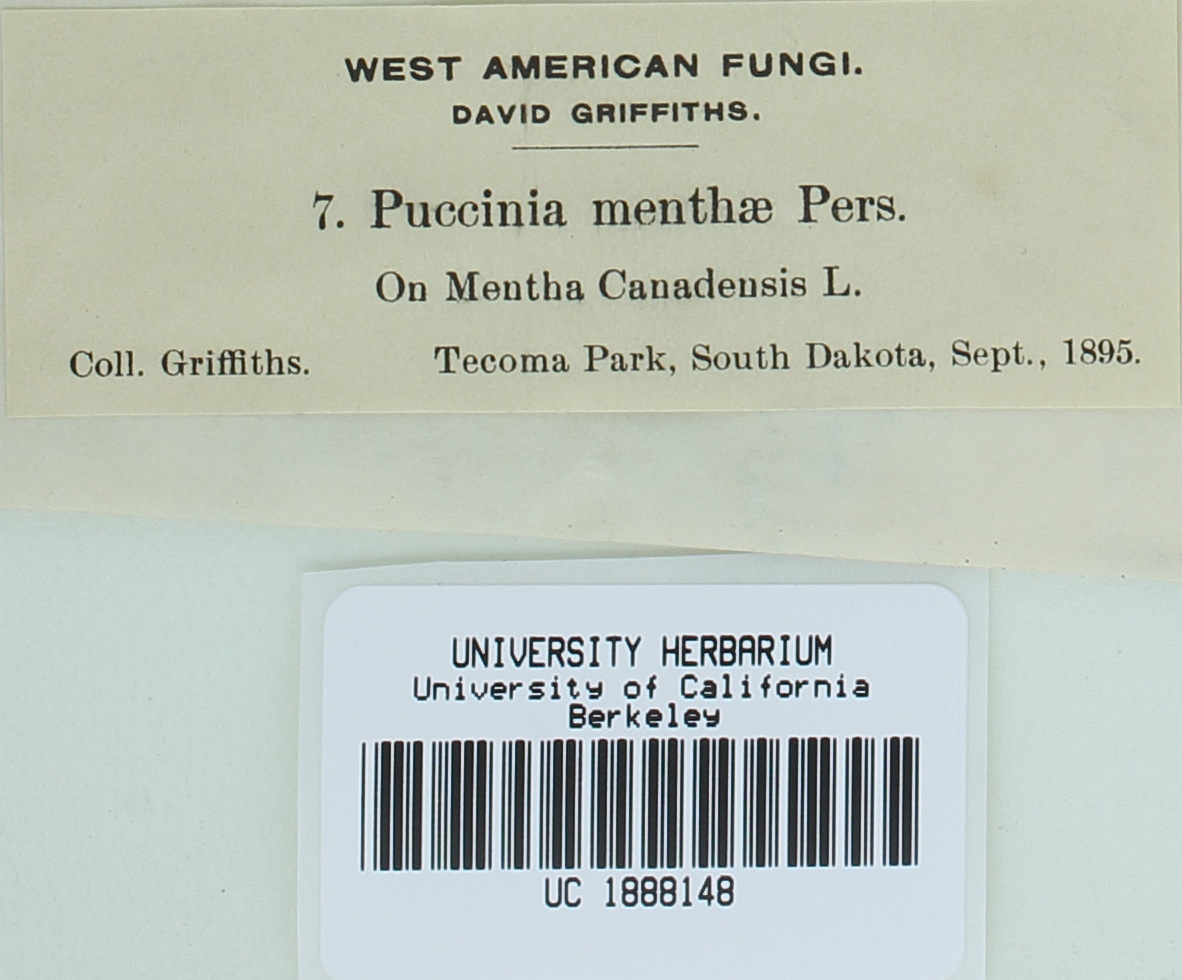 WEST AMERICAN FUNGI.
DAVID GRIFFITHS.
7. Puccinia menthæ Pers.
On Mentha Canadensis L.
Coll. Griffiths. Tecoma Park, South Dakota, Sept., 1895.
UNIVERSITY HERBARIUM
University of California
Berkeley
UC 1888148